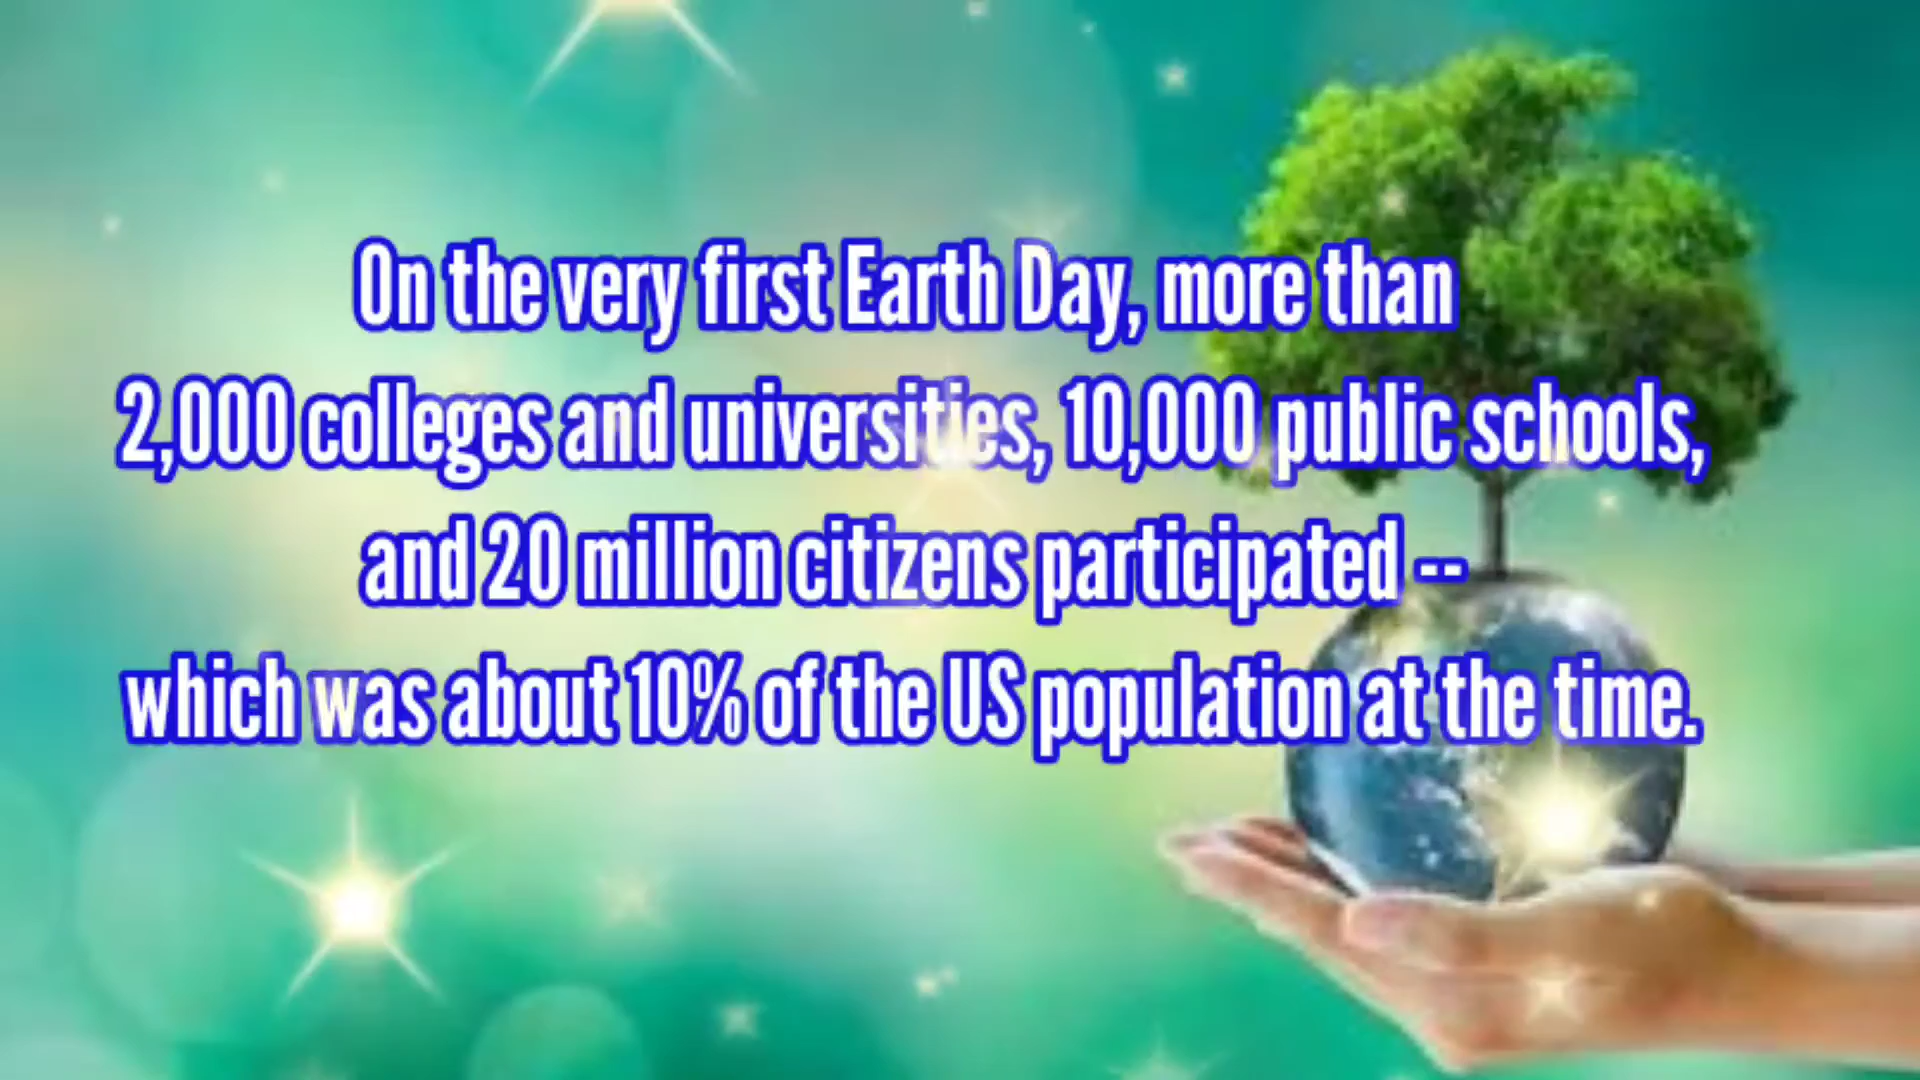 On the very first Earth Day, more than
2,000 colleges and universities, 10,000 public schools,
and 20 million citizens participated --
which was about 10% of the US population at the time.